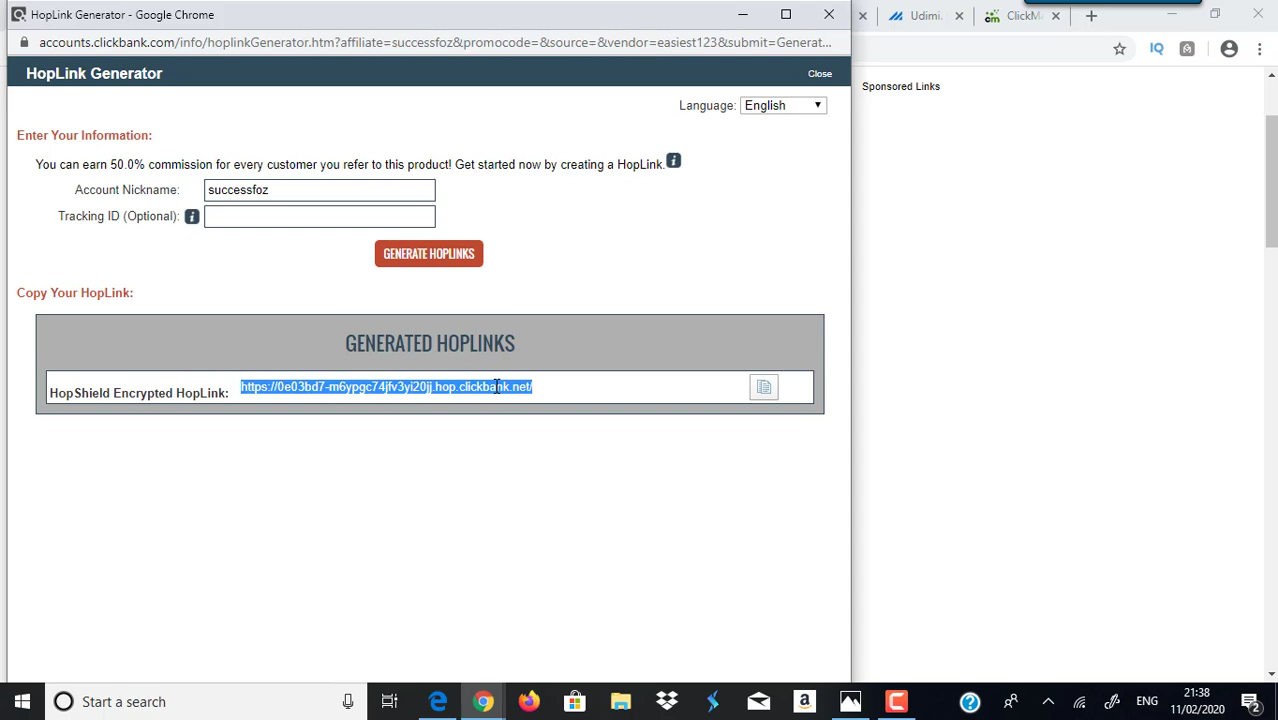 HopLink Generator - Google Chrome
Udimi.
ClickM
accounts.clickbank.com/info/hoplinkGenerator.htm?affiliate=successfoz&promocode=&source=&vendor=easiest123&submit=Generat...
IQ
HopLink Generator
Close
Sponsored Links
Language: English
Enter Your Information:
You can earn 50.0% commission for every customer you refer to this product! Get started now by creating a HopLink.
Account Nickname: successfoz
Tracking ID (Optional):
GENERATE HOPLINKS
Copy Your HopLink:
GENERATED HOPLINKS
HopShield Encrypted HopLink: https://0e03bd7-m6ypgc74jfv3yi20jj.hop.clickbank.net/
Start a search
ENG
21:38
11/02/2020
2